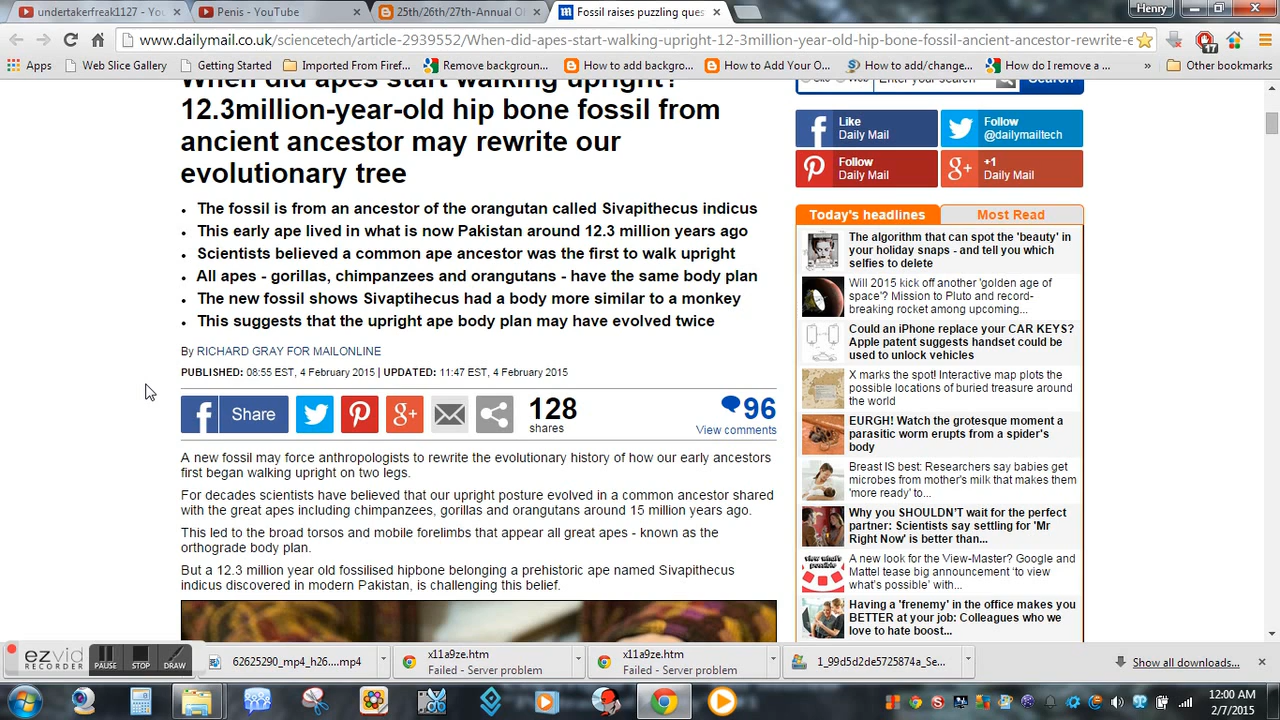 undertakerfreak1127 - Yo
Penis - YouTube
25th/26th/27th-Annual O
Fossil raises puzzling ques
Henry
www.dailymail.co.uk/sciencetech/article-2939552/When-did-apes-start-walking-upright-12-3million-year-old-hip-bone-fossil-ancient-ancestor-rewrite-e
17
Apps
Web Slice Gallery
Getting Started
Imported From Firef...
Remove backgroun...
How to add backgro...
How to Add Your O...
How to add/change...
How do I remove a ...
»
Other bookmarks
When did apes start walking upright?
12.3million-year-old hip bone fossil from
ancient ancestor may rewrite our
evolutionary tree
• The fossil is from an ancestor of the orangutan called Sivapithecus indicus
• This early ape lived in what is now Pakistan around 12.3 million years ago
• Scientists believed a common ape ancestor was the first to walk upright
• All apes - gorillas, chimpanzees and orangutans - have the same body plan
• The new fossil shows Sivaptihecus had a body more similar to a monkey
• This suggests that the upright ape body plan may have evolved twice
By RICHARD GRAY FOR MAILONLINE
PUBLISHED: 08:55 EST, 4 February 2015 | UPDATED: 11:47 EST, 4 February 2015
Share
128
shares
96
View comments
A new fossil may force anthropologists to rewrite the evolutionary history of how our early ancestors
first began walking upright on two legs.
For decades scientists have believed that our upright posture evolved in a common ancestor shared
with the great apes including chimpanzees, gorillas and orangutans around 15 million years ago.
This led to the broad torsos and mobile forelimbs that appear all great apes - known as the
orthograde body plan.
But a 12.3 million year old fossilised hipbone belonging a prehistoric ape named Sivapithecus
indicus discovered in modern Pakistan, is challenging this belief.
Enter your search
Search
Like
Daily Mail
Follow
@dailymailtech
Follow
Daily Mail
+1
Daily Mail
Today's headlines
Most Read
The algorithm that can spot the 'beauty' in
your holiday snaps - and tell you which
selfies to delete
Will 2015 kick off another 'golden age of
space'? Mission to Pluto and record-
breaking rocket among upcoming...
Could an iPhone replace your CAR KEYS?
Apple patent suggests handset could be
used to unlock vehicles
X marks the spot! Interactive map plots the
possible locations of buried treasure around
the world
EURGH! Watch the grotesque moment a
parasitic worm erupts from a spider's
body
Breast IS best: Researchers say babies get
microbes from mother's milk that makes them
'more ready' to...
Why you SHOULDN'T wait for the perfect
partner: Scientists say settling for 'Mr
Right Now' is better than...
A new look for the View-Master? Google and
Mattel tease big announcement 'to view
what's possible' with...
Having a 'frenemy' in the office makes you
BETTER at your job: Colleagues who we
love to hate boost...
ezvid
RECORDER
PAUSE
STOP
DRAW
62625290_mp4_h26....mp4
x11a9ze.htm
Failed - Server problem
x11a9ze.htm
Failed - Server problem
1_99d5d2de5725874a_Se...
Show all downloads...
12:00 AM
2/7/2015